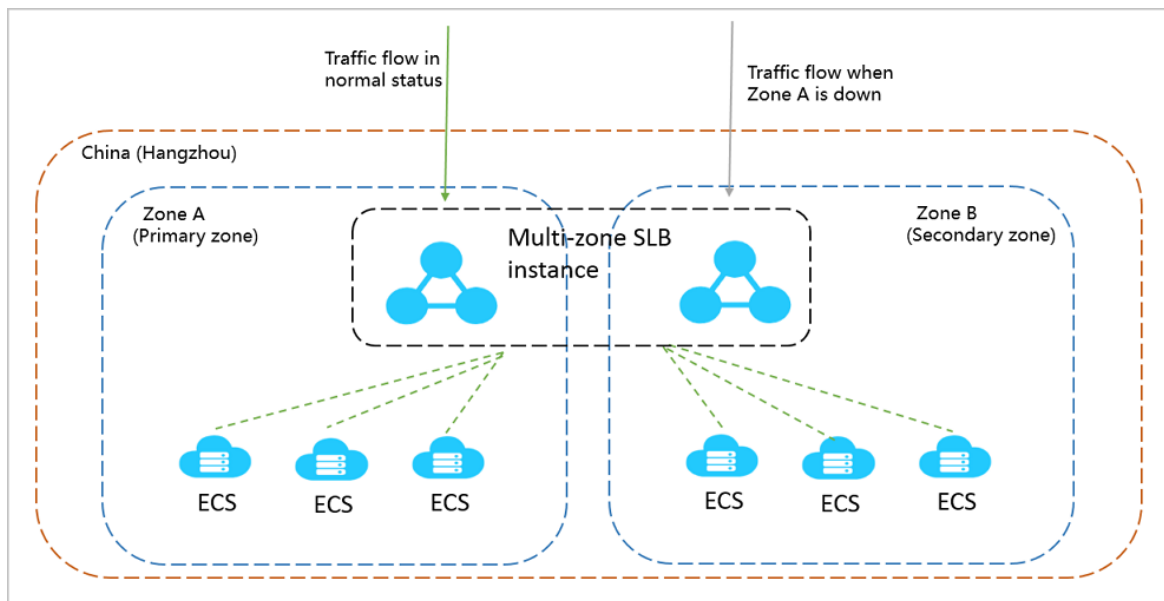 Traffic flow in
normal status
Traffic flow when
Zone A is down
China (Hangzhou)
Zone A
(Primary zone)
Multi-zone SLB
instance
Zone B
(Secondary zone)
ECS
ECS
ECS
ECS
ECS
ECS